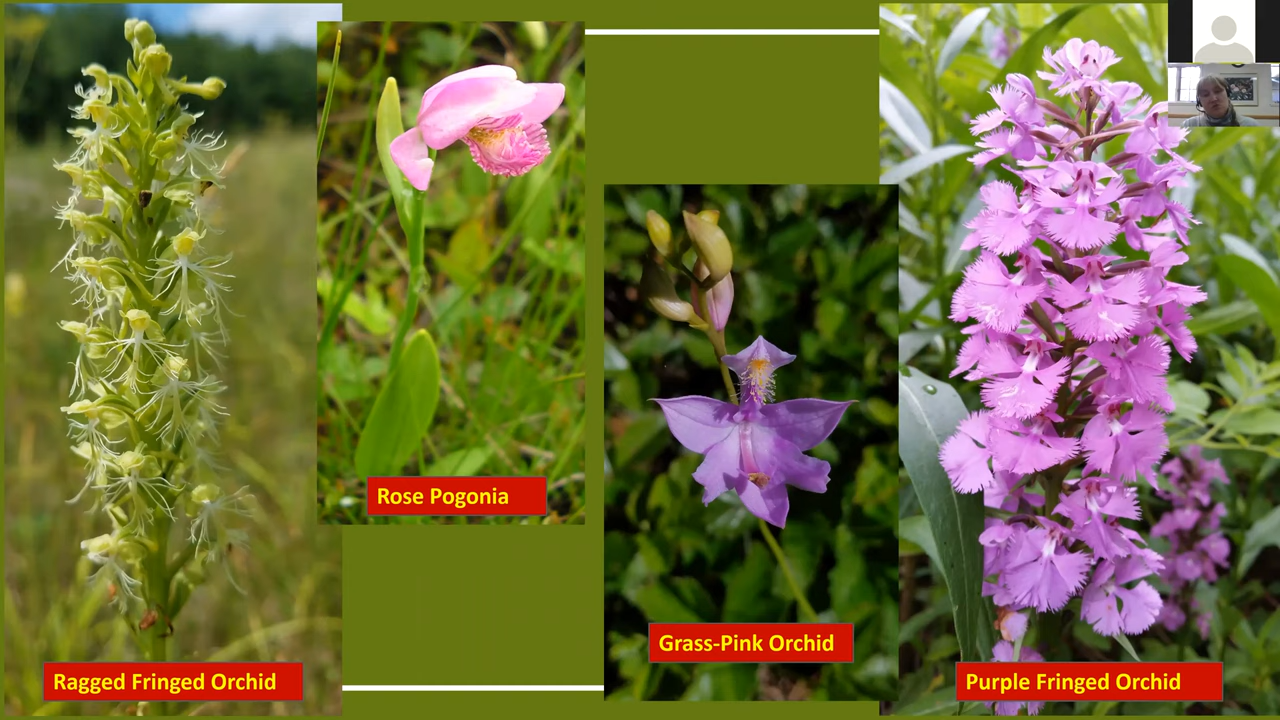 Ragged Fringed Orchid
Rose Pogonia
Grass-Pink Orchid
Purple Fringed Orchid